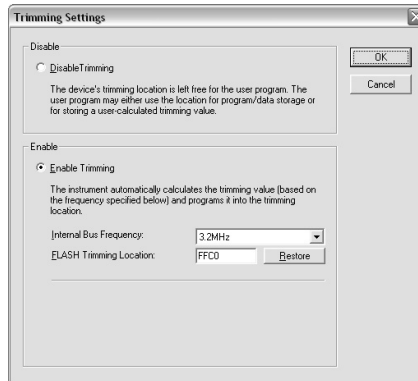 Trimming Settings
Disable
DisableTrimming
The device's trimming location is left free for the user program. The
user program may either use the location for program/data storage or
for storing a user-calculated trimming value.
OK
Cancel
Enable
Enable Trimming
The instrument automatically calculates the trimming value (based on
the frequency specified below) and programs it into the trimming
location.
Internal Bus Frequency:
3.2MHz
FLASH Trimming Location:
FFC0
Restore